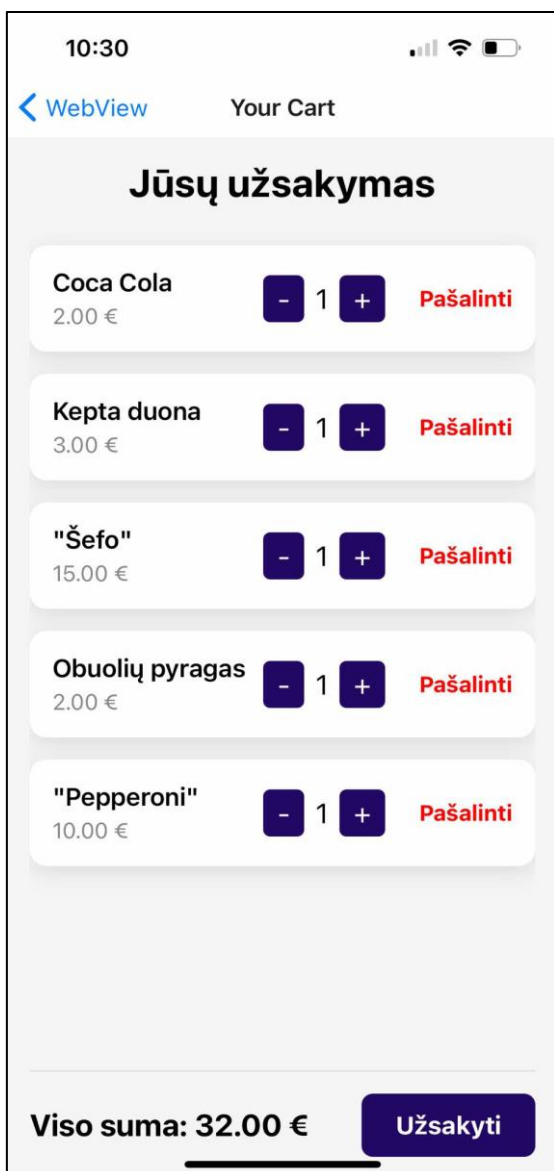 10:30
WebView Your Cart
Jūsų užsakymas
Coca Cola
2.00 €
- 1 + Pašalinti
Kepta duona
3.00 €
- 1 + Pašalinti
"Šefo"
15.00 €
- 1 + Pašalinti
Obuolių pyragas
2.00 €
- 1 + Pašalinti
"Pepperoni"
10.00 €
- 1 + Pašalinti
Viso suma: 32.00 € Užsakyti